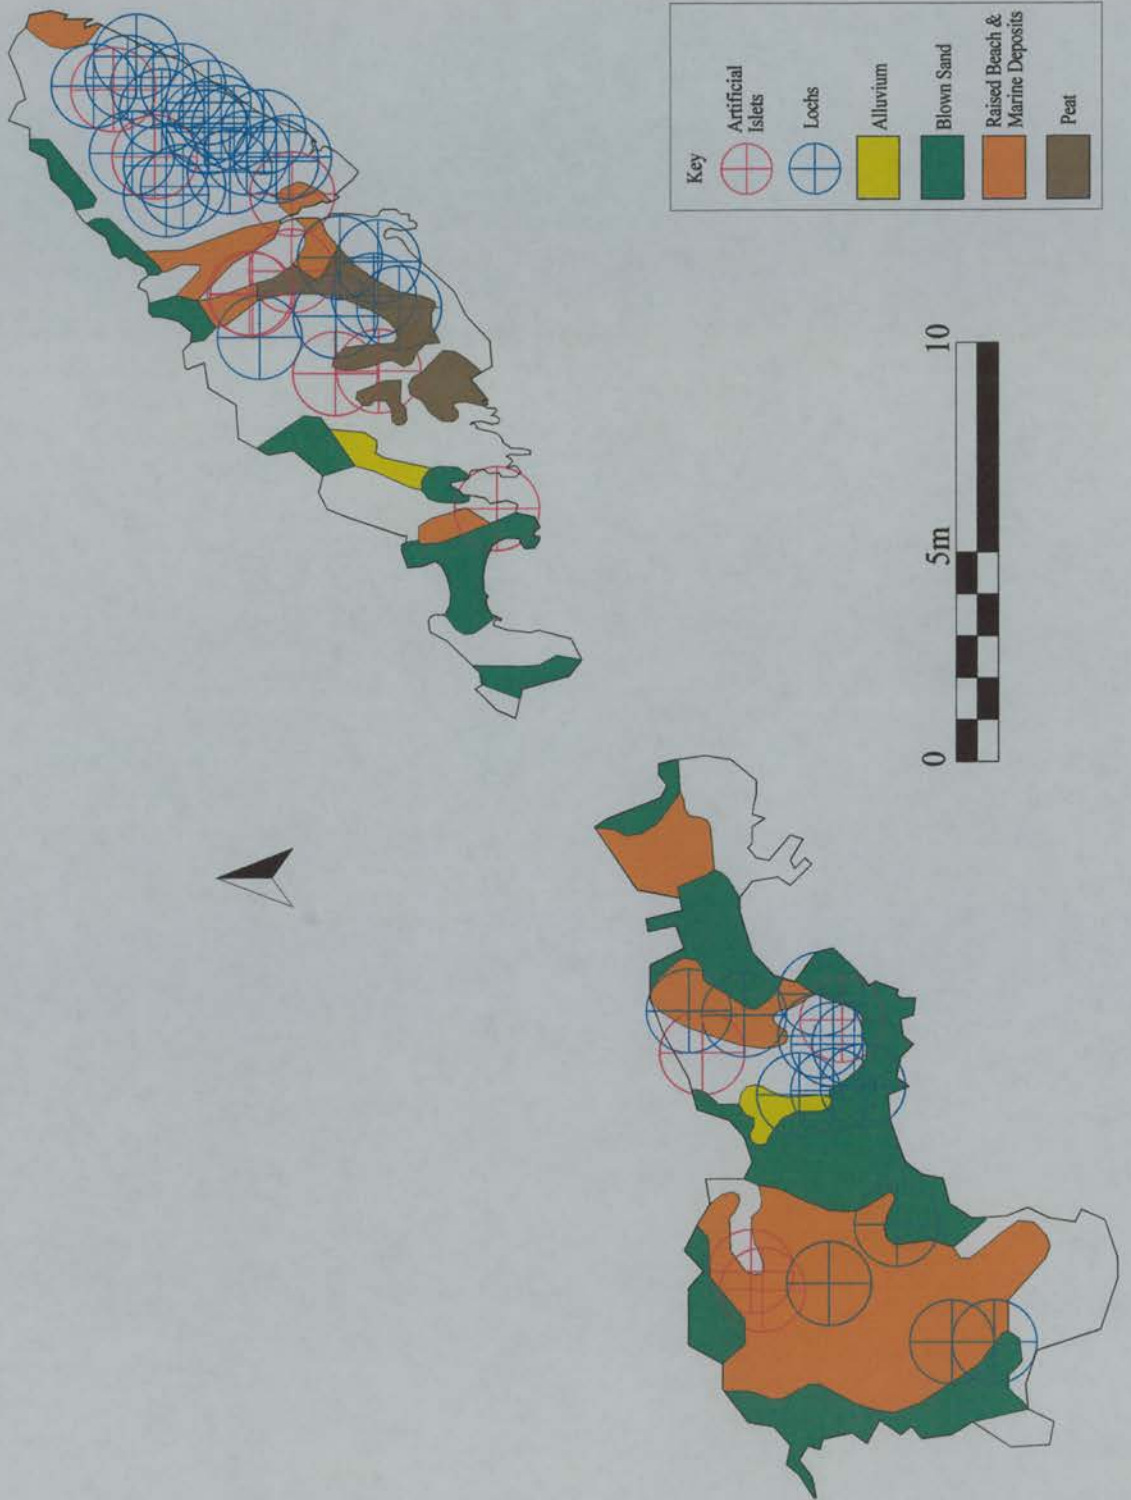 Key
Artificial
Islets
Lochs
Alluvium
Blown Sand
Raised Beach &
Marine Deposits
Peat
0
5m
10